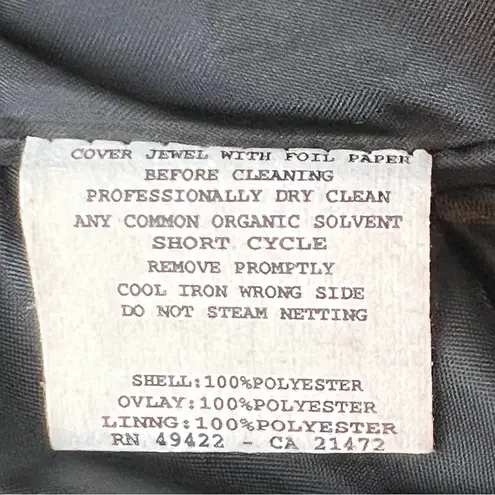 COVER JEWEL WITH FOIL PAPER
BEFORE CLEANING
PROFESSIONALLY DRY CLEAN
ANY COMMON ORGANIC SOLVENT
SHORT CYCLE
REMOVE PROMPTLY
COOL IRON WRONG SIDE
DO NOT STEAM NETTING
SHELL:100%POLYESTER
OVLAY:100%POLYESTER
LINNG:100%POLYESTER
RN 49422 - CA 21472